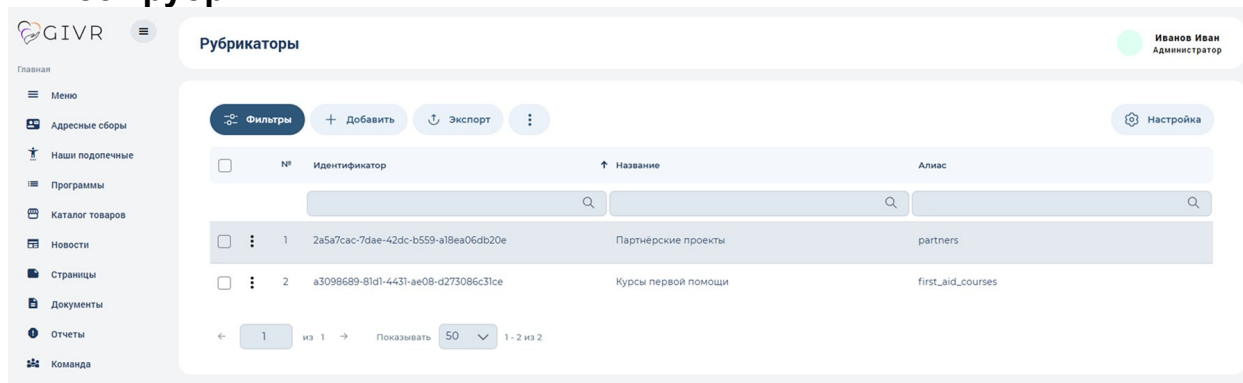 GIVR
Рубрикаторы
Иванов Иван
Администратор
Главная
Меню
Адресные сборы
Наши подопечные
Программы
Каталог товаров
Новости
Страницы
Документы
Отчеты
Команда
Фильтры + Добавить Экспорт Настройка
№ Идентификатор ↑ Название Алиас
1 2a5a7cac-7dae-42dc-b559-a18ea06db20e Партнёрские проекты partners
2 a3098689-81d1-4431-ae08-d273086c31ce Курсы первой помощи first_aid_courses
← 1 из 1 → Показывать 50 1 - 2 из 2